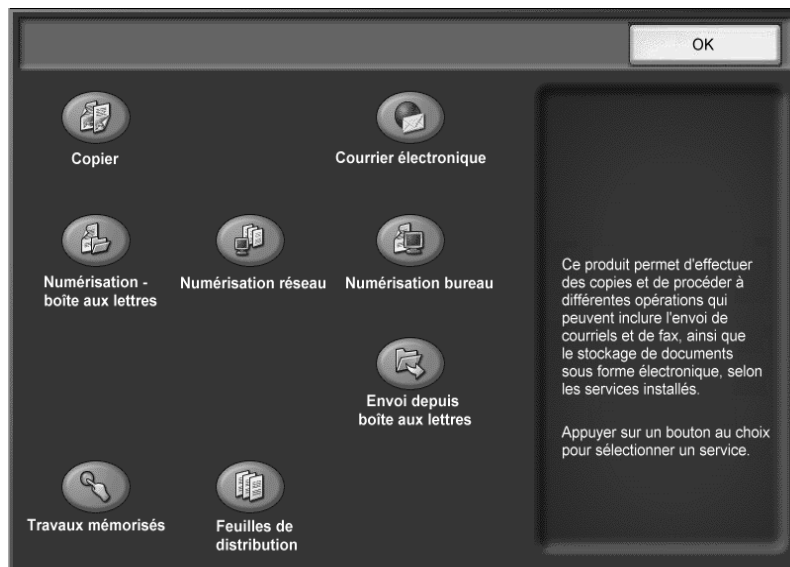 OK
Copier
Courrier électronique
Numérisation -
boîte aux lettres
Numérisation réseau
Numérisation bureau
Envoi depuis
boîte aux lettres
Travaux mémorisés
Feuilles de
distribution
Ce produit permet d'effectuer
des copies et de procéder à
différentes opérations qui
peuvent inclure l'envoi de
courriels et de fax, ainsi que
le stockage de documents
sous forme électronique, selon
les services installés.
Appuyer sur un bouton au choix
pour sélectionner un service.